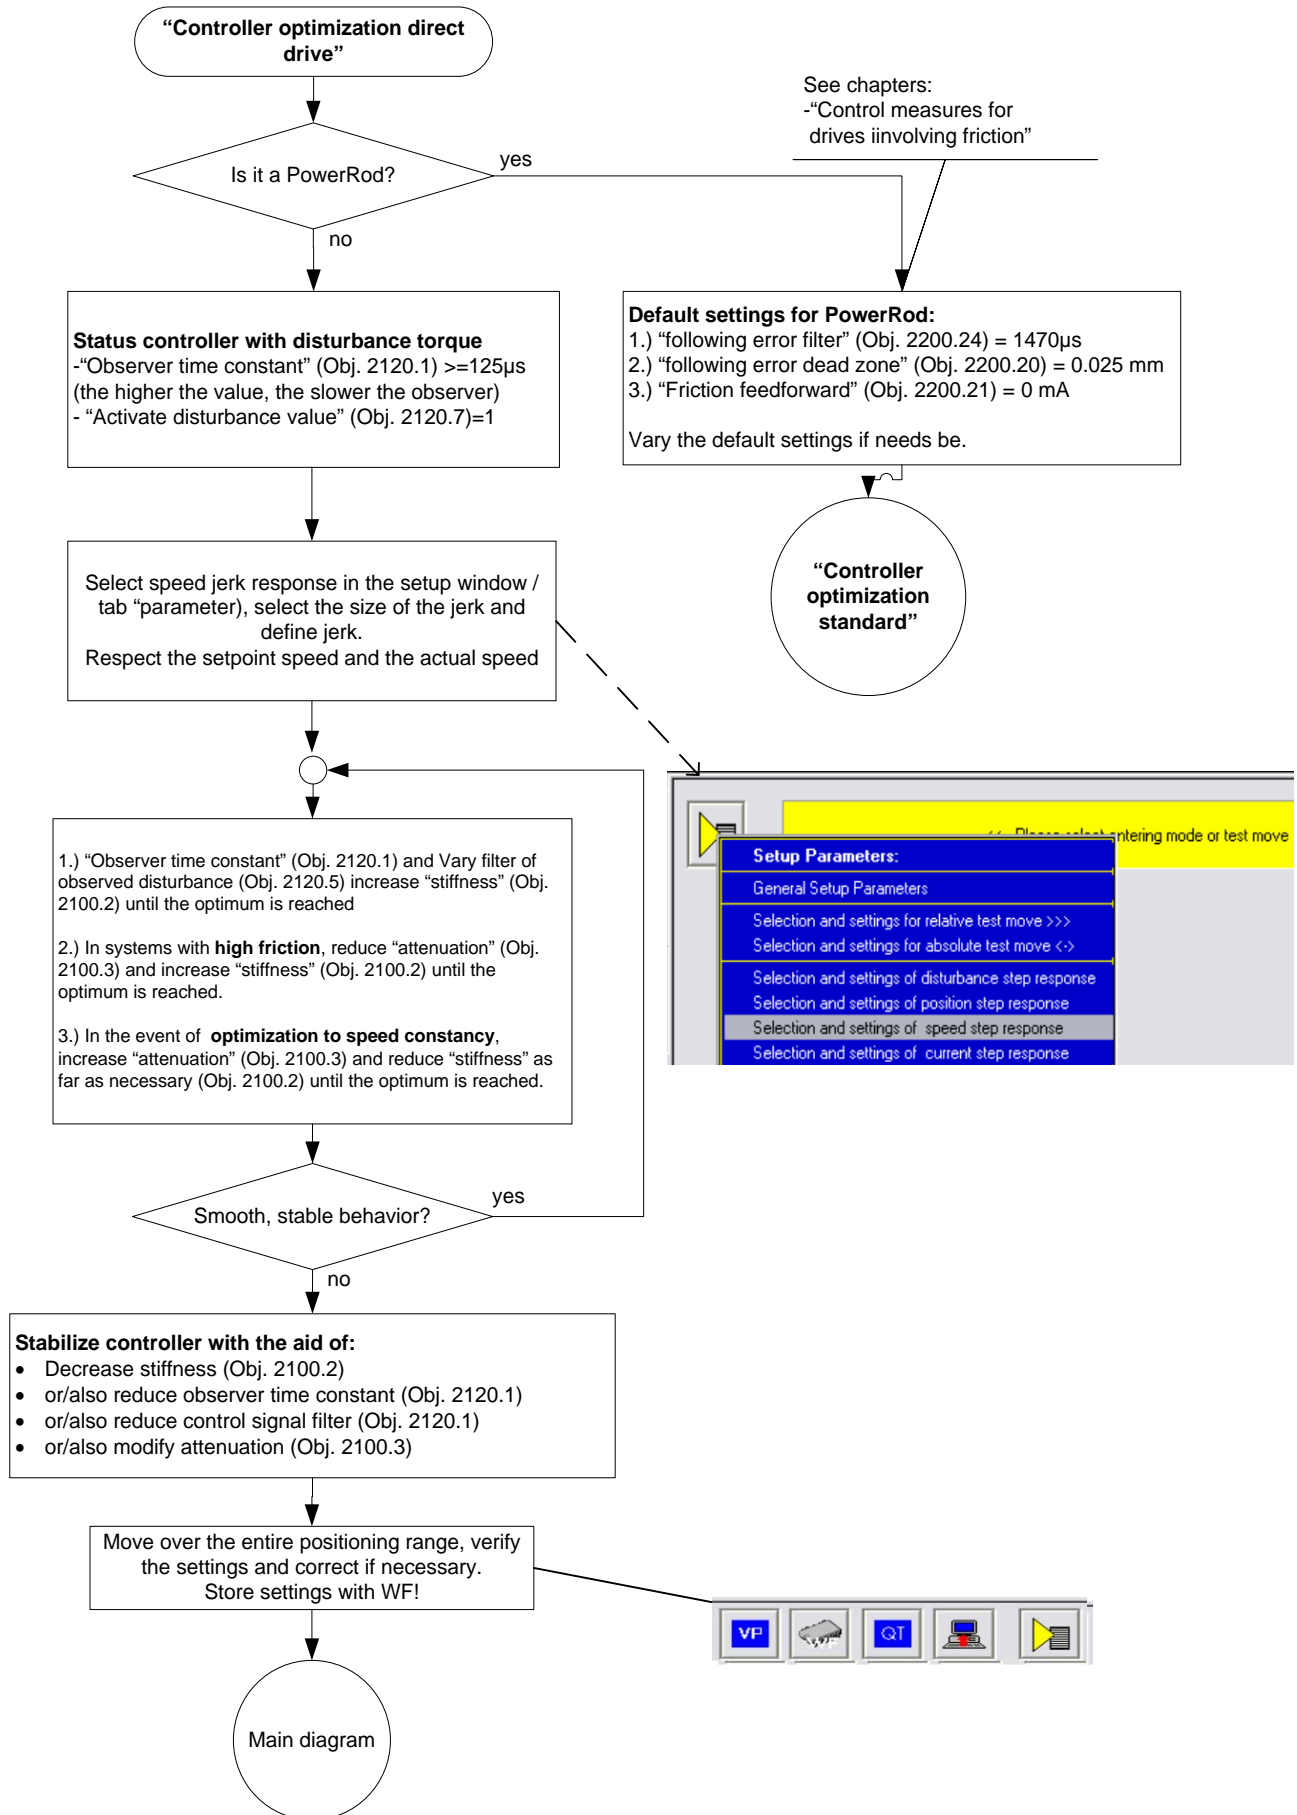 “Controller optimization direct
drive”
See chapters:
-“Control measures for
drives iinvolving friction”
Is it a PowerRod?
yes
no
Status controller with disturbance torque
-“Observer time constant” (Obj. 2120.1) >=125µs
(the higher the value, the slower the observer)
- “Activate disturbance value” (Obj. 2120.7)=1
Default settings for PowerRod:
1.) “following error filter” (Obj. 2200.24) = 1470µs
2.) “following error dead zone” (Obj. 2200.20) = 0.025 mm
3.) “Friction feedforward” (Obj. 2200.21) = 0 mA
Vary the default settings if needs be.
“Controller
optimization
standard”
Select speed jerk response in the setup window /
tab “parameter), select the size of the jerk and
define jerk.
Respect the setpoint speed and the actual speed
<< Please select entering mode or test move
Setup Parameters:
General Setup Parameters
Selection and settings for relative test move >>>
Selection and settings for absolute test move <->
Selection and settings of disturbance step response
Selection and settings of position step response
Selection and settings of speed step response
Selection and settings of current step response
1.) “Observer time constant” (Obj. 2120.1) and Vary filter of
observed disturbance (Obj. 2120.5) increase “stiffness” (Obj.
2100.2) until the optimum is reached
2.) In systems with high friction, reduce “attenuation” (Obj.
2100.3) and increase “stiffness” (Obj. 2100.2) until the
optimum is reached.
3.) In the event of optimization to speed constancy,
increase “attenuation” (Obj. 2100.3) and reduce “stiffness” as
far as necessary (Obj. 2100.2) until the optimum is reached.
Smooth, stable behavior?
yes
no
Stabilize controller with the aid of:
• Decrease stiffness (Obj. 2100.2)
• or/also reduce observer time constant (Obj. 2120.1)
• or/also reduce control signal filter (Obj. 2120.1)
• or/also modify attenuation (Obj. 2100.3)
Move over the entire positioning range, verify
the settings and correct if necessary.
Store settings with WF!
VP
QT
Main diagram